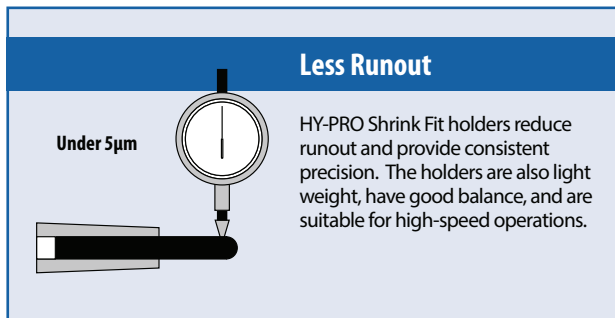 Less Runout
Under 5µm
HY-PRO Shrink Fit holders reduce
runout and provide consistent
precision.  The holders are also light
weight, have good balance, and are
suitable for high-speed operations.